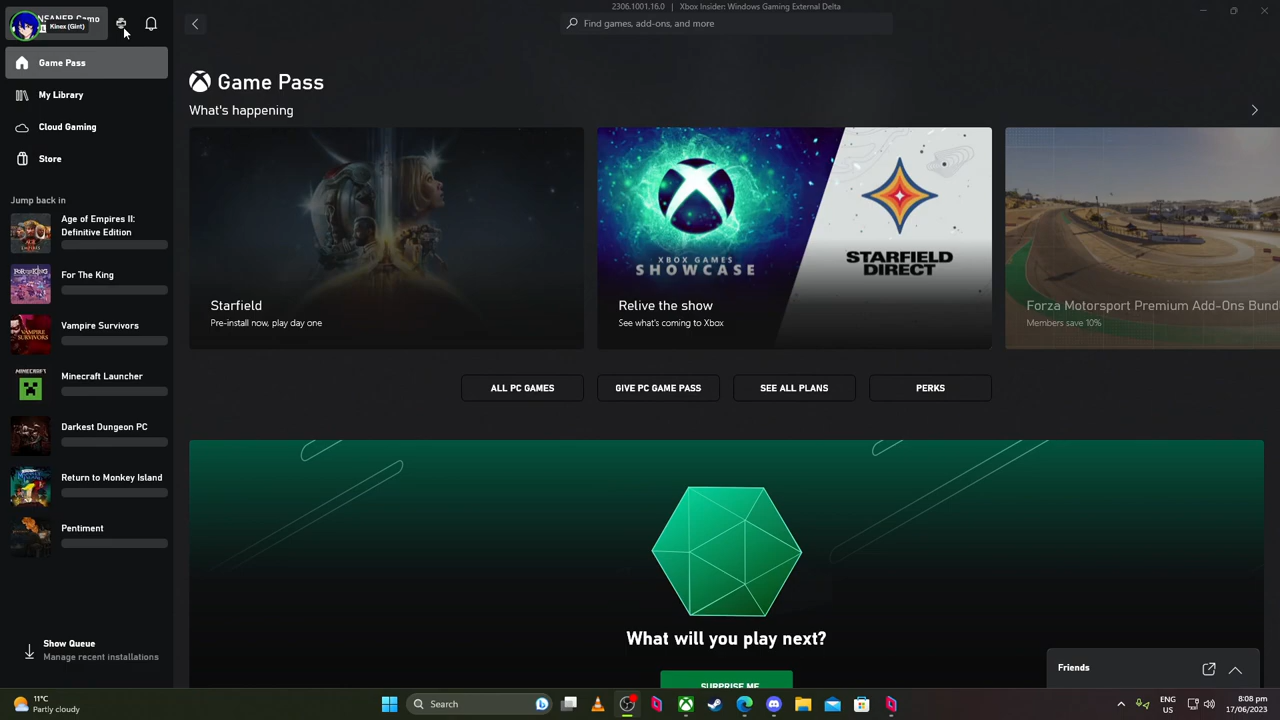 2306.1001.16.0 | Xbox Insider: Windows Gaming External Delta
Kinex (Gint)
Find games, add-ons, and more
Game Pass
My Library
Cloud Gaming
Store
Jump back in
Age of Empires II:
Definitive Edition
For The King
Vampire Survivors
Minecraft Launcher
Darkest Dungeon PC
Return to Monkey Island
Pentiment
Show Queue
Manage recent installations
Game Pass
What's happening
Starfield
Pre-install now, play day one
XBOX GAMES
SHOWCASE
STARFIELD
DIRECT
Relive the show
See what's coming to Xbox
Forza Motorsport Premium Add-Ons Bund
Members save 10%
ALL PC GAMES
GIVE PC GAME PASS
SEE ALL PLANS
PERKS
What will you play next?
SURPRISE ME
Friends
11°C
Partly cloudy
Search
ENG
US
8:08 pm
17/06/2023